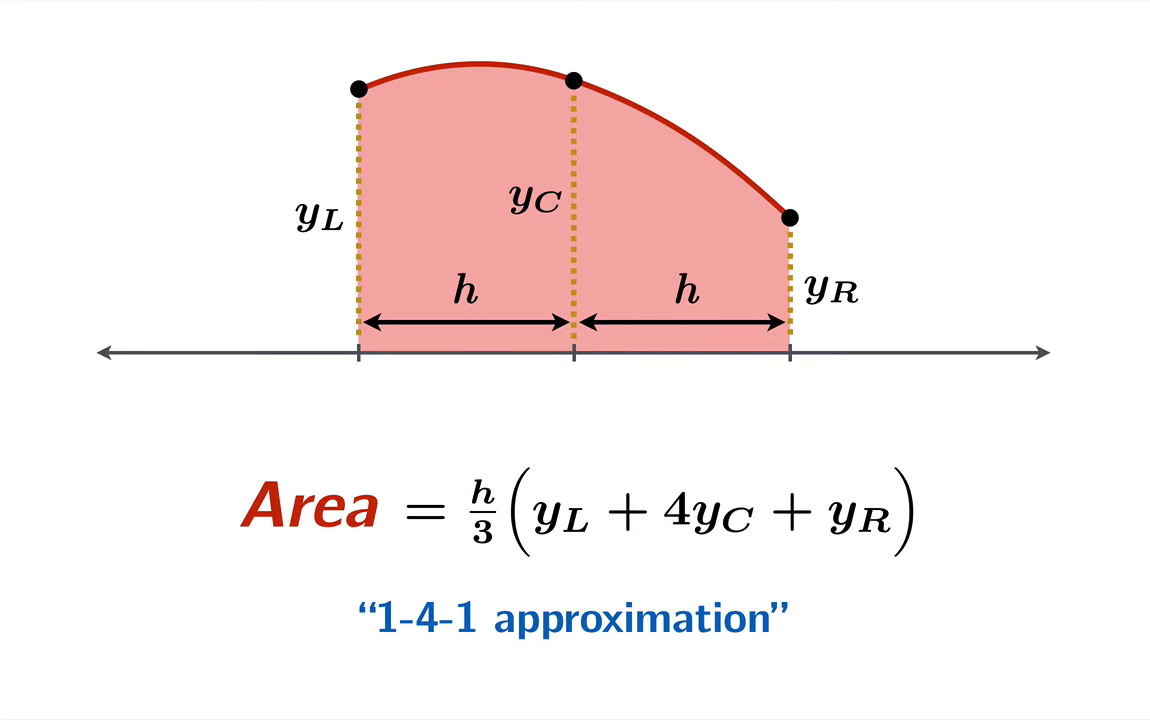 y_L
y_C
h
h
y_R
Area = h/3 (y_L + 4y_C + y_R)
“1-4-1 approximation”